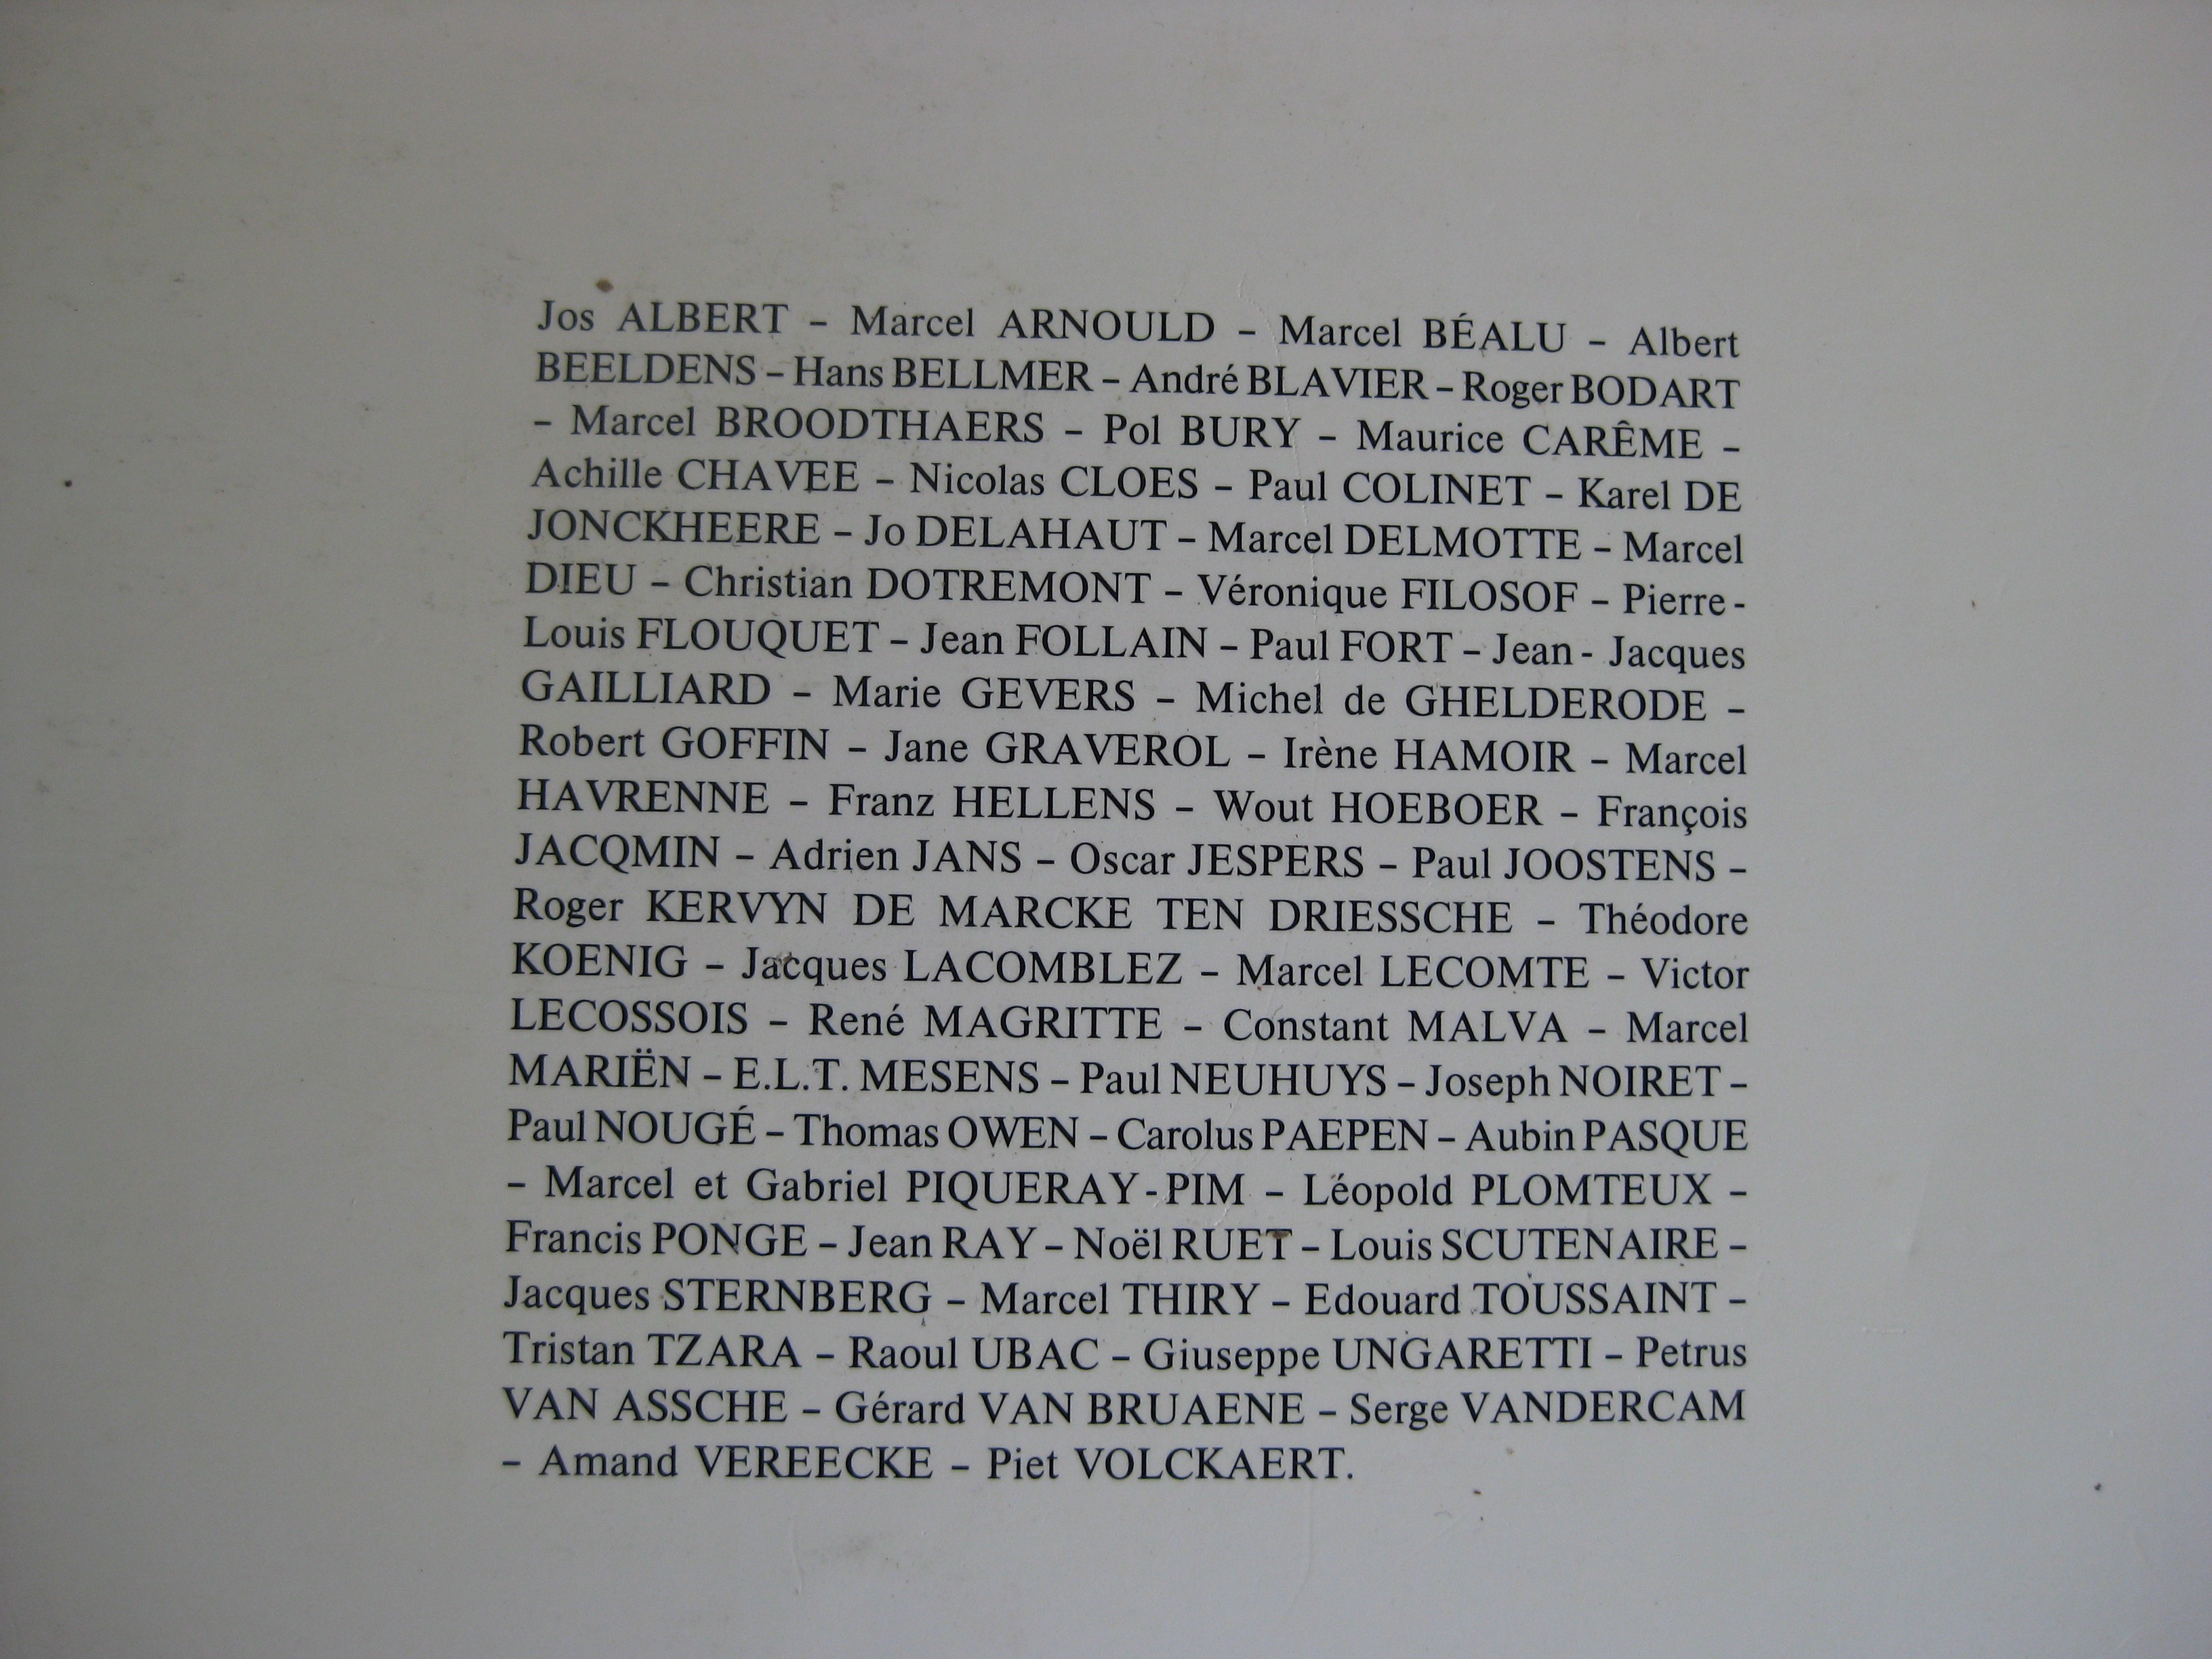 Jos ALBERT – Marcel ARNOULD – Marcel BÉALU – Albert
BEELDENS – Hans BELLMER – André BLAVIER – Roger BODART
– Marcel BROODTHAERS – Pol BURY – Maurice CARÊME –
Achille CHAVEE – Nicolas CLOES – Paul COLINET – Karel DE
JONCKHEERE – Jo DELAHAUT – Marcel DELMOTTE – Marcel
DIEU – Christian DOTREMONT – Véronique FILOSOF – Pierre-
Louis FLOUQUET – Jean FOLLAIN – Paul FORT – Jean- Jacques
GAILLIARD – Marie GEVERS – Michel de GHELDERODE –
Robert GOFFIN – Jane GRAVEROL – Irène HAMOIR – Marcel
HAVRENNE – Franz HELLENS – Wout HOEBOER – François
JACQMIN – Adrien JANS – Oscar JESPERS – Paul JOOSTENS –
Roger KERVYN DE MARCKE TEN DRIESSCHE – Théodore
KOENIG – Jacques LACOMBLEZ – Marcel LECOMTE – Victor
LECOSSOIS – René MAGRITTE – Constant MALVA – Marcel
MARIËN – E.L.T. MESENS – Paul NEUHUYS – Joseph NOIRET –
Paul NOUGÉ – Thomas OWEN – Carolus PAEPEN – Aubin PASQUE
– Marcel et Gabriel PIQUERAY-PIM – Léopold PLOMTEUX –
Francis PONGE – Jean RAY – Noël RUET – Louis SCUTENAIRE –
Jacques STERNBERG – Marcel THIRY – Edouard TOUSSAINT –
Tristan TZARA – Raoul UBAC – Giuseppe UNGARETTI – Petrus
VAN ASSCHE – Gérard VAN BRUAENE – Serge VANDERCAM
– Amand VEREECKE – Piet VOLCKAERT.